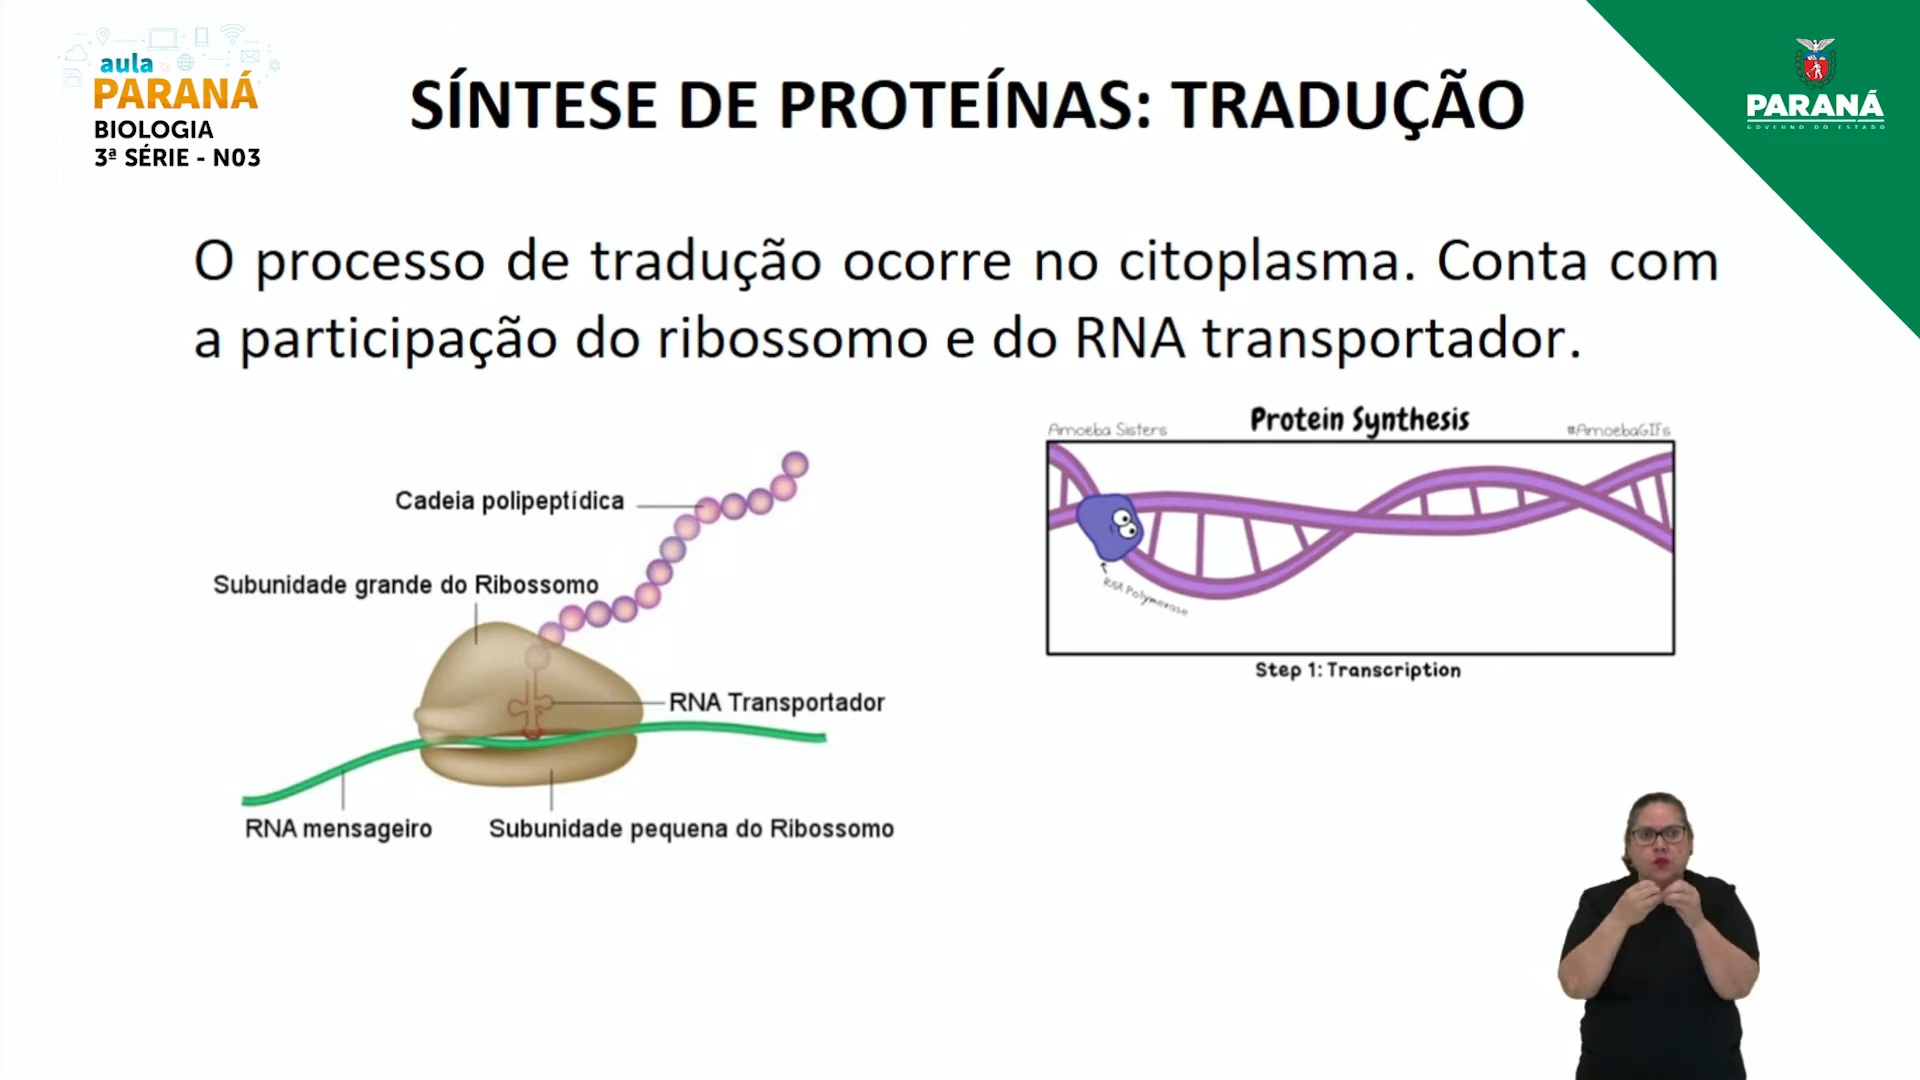 aula
PARANÁ
BIOLOGIA
3ª SÉRIE - N03
SÍNTESE DE PROTEÍNAS: TRADUÇÃO
PARANÁ
GOVERNO DO ESTADO
O processo de tradução ocorre no citoplasma. Conta com
a participação do ribossomo e do RNA transportador.
Cadeia polipeptídica
Subunidade grande do Ribossomo
RNA Transportador
RNA mensageiro
Subunidade pequena do Ribossomo
Protein Synthesis
Amoeba Sisters
#AmoebaGIFs
RNA Polymerase
Step 1: Transcription